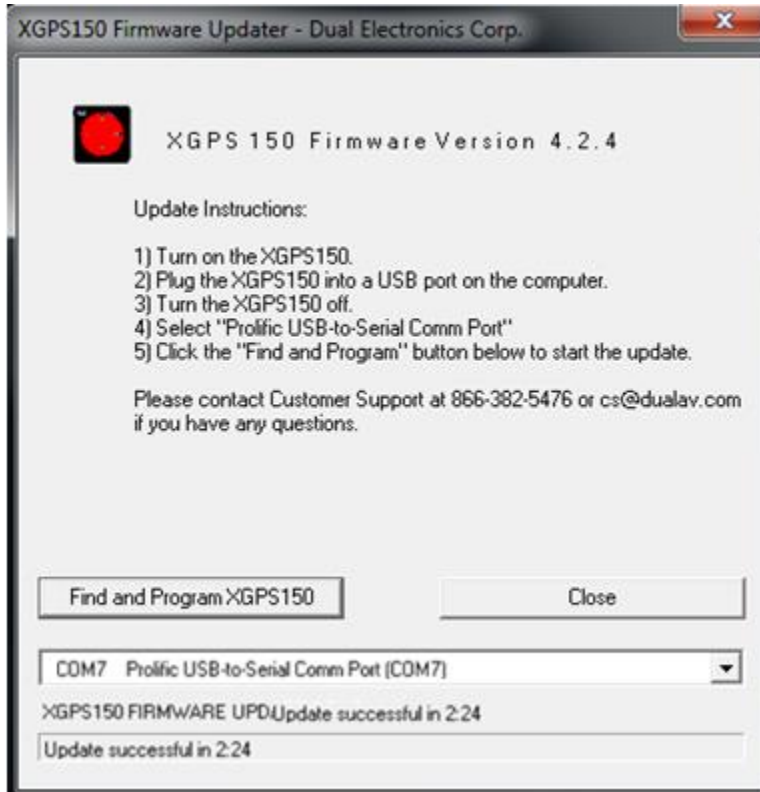 XGPS150 Firmware Updater - Dual Electronics Corp.
XGPS 150 Firmware Version 4.2.4
Update Instructions:
1) Turn on the XGPS150.
2) Plug the XGPS150 into a USB port on the computer.
3) Turn the XGPS150 off.
4) Select "Prolific USB-to-Serial Comm Port"
5) Click the "Find and Program" button below to start the update.
Please contact Customer Support at 866-382-5476 or cs@dualav.com
if you have any questions.
Find and Program XGPS150
Close
COM7 Prolific USB-to-Serial Comm Port (COM7)
XGPS150 FIRMWARE UPD Update successful in 2:24
Update successful in 2:24